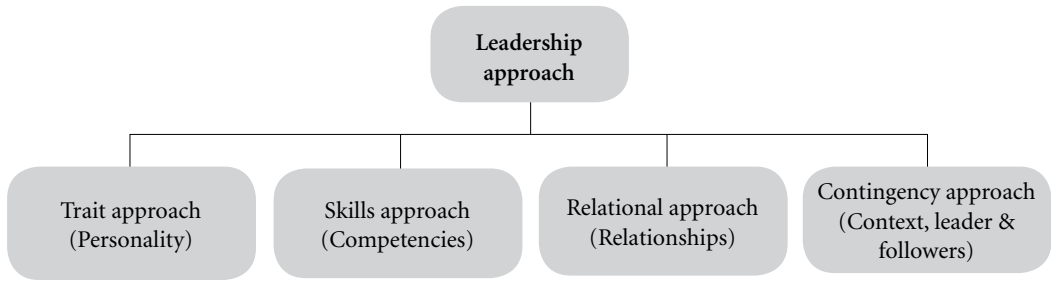 Leadership
approach
Trait approach
(Personality)
Skills approach
(Competencies)
Relational approach
(Relationships)
Contingency approach
(Context, leader &
followers)